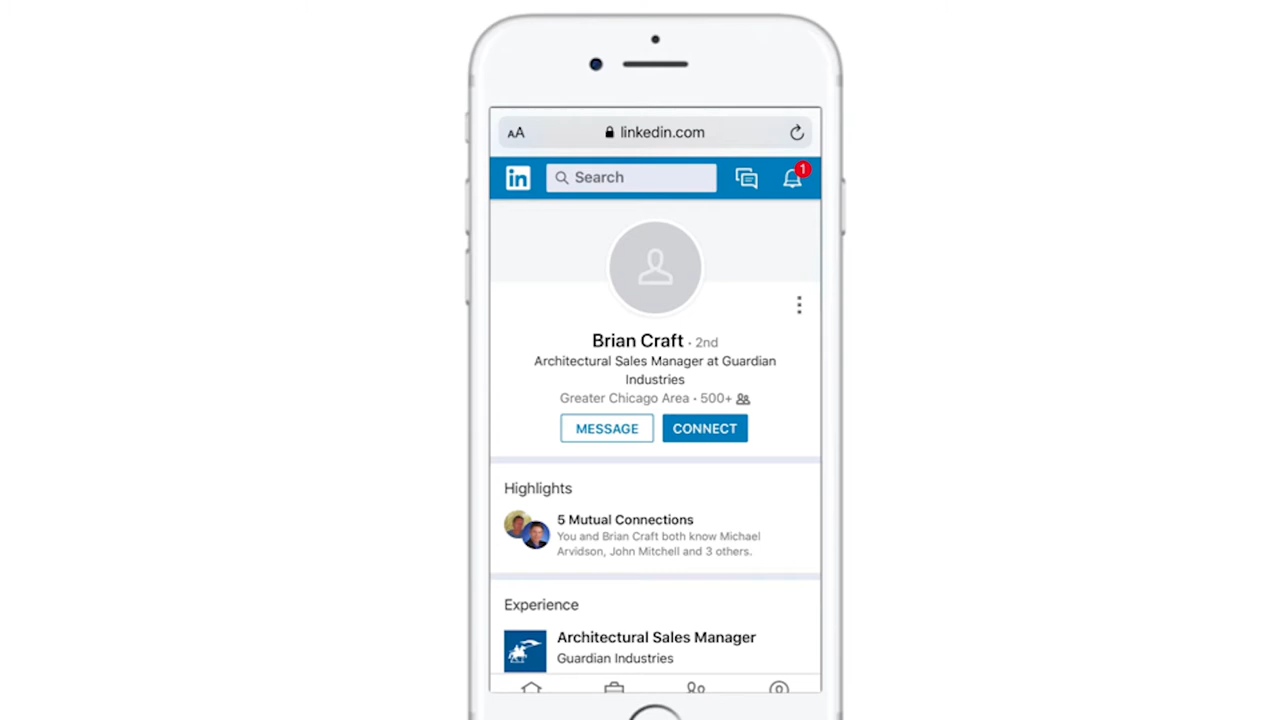 AA linkedin.com
in Search 1
Brian Craft · 2nd
Architectural Sales Manager at Guardian
Industries
Greater Chicago Area · 500+
MESSAGE CONNECT
Highlights
5 Mutual Connections
You and Brian Craft both know Michael
Arvidson, John Mitchell and 3 others.
Experience
Architectural Sales Manager
Guardian Industries